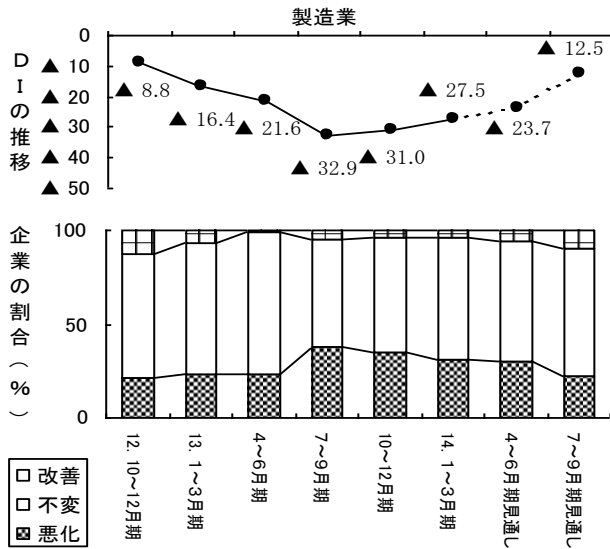 製造業
DIの推移
0
▲ 10
▲ 20
▲ 30
▲ 40
▲ 50
▲ 8.8
▲ 16.4
▲ 21.6
▲ 32.9
▲ 31.0
▲ 27.5
▲ 23.7
▲ 12.5
企業の割合(%)
100
50
0
12. 10~12月期
13. 1~3月期
4~6月期
7~9月期
10~12月期
14. 1~3月期
4~6月期見通し
7~9月期見通し
改善
不変
悪化